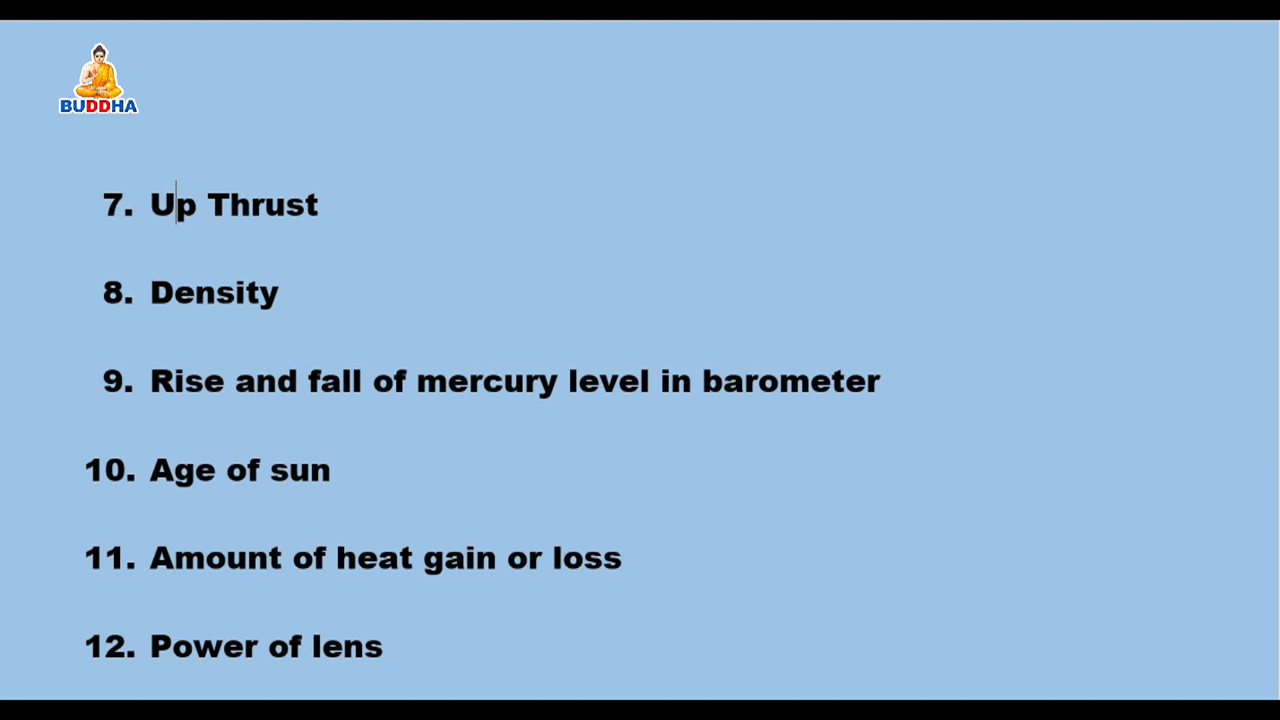 BUDDHA
7. Up Thrust
8. Density
9. Rise and fall of mercury level in barometer
10. Age of sun
11. Amount of heat gain or loss
12. Power of lens